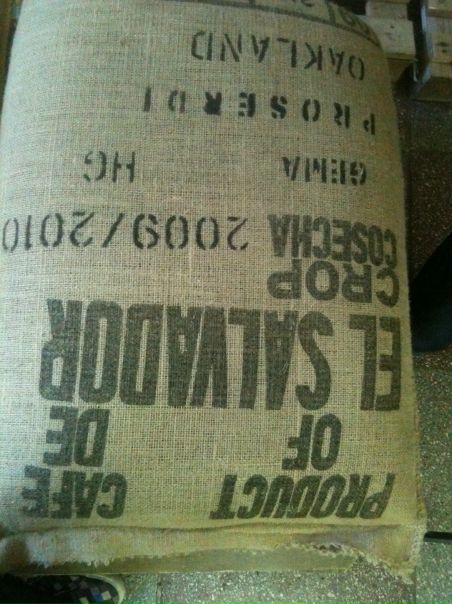 PRODUCT CAFE
OF DE
EL SALVADOR
CROP
COSECHA 2009/2010
GEMA HG
PROSERDI
OAKLAND